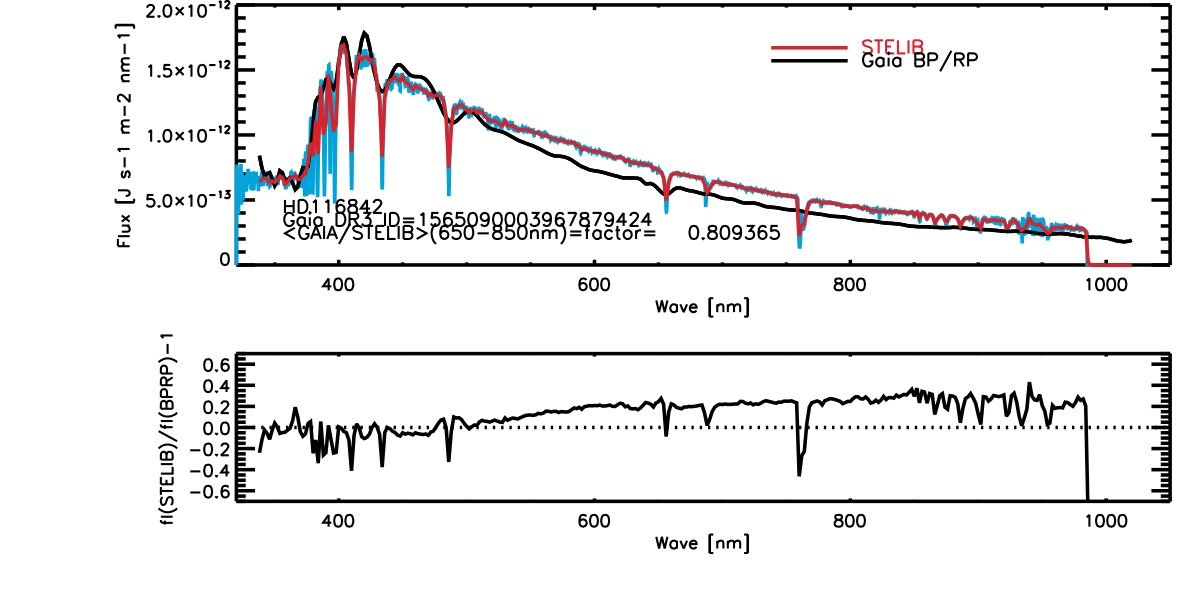 2.0×10−12
1.5×10−12
1.0×10−12
5.0×10−13
0
Flux [J s−1 m−2 nm−1]
STELIB
Gaia BP/RP
HD116842
Gaia DR3 ID=1565090003967879424
<GAIA/STELIB>(650−850nm)=factor= 0.809365
400 600 800 1000
Wave [nm]
0.6
0.4
0.2
0.0
−0.2
−0.4
−0.6
fl(STELIB)/fl(BPRP)−1
400 600 800 1000
Wave [nm]